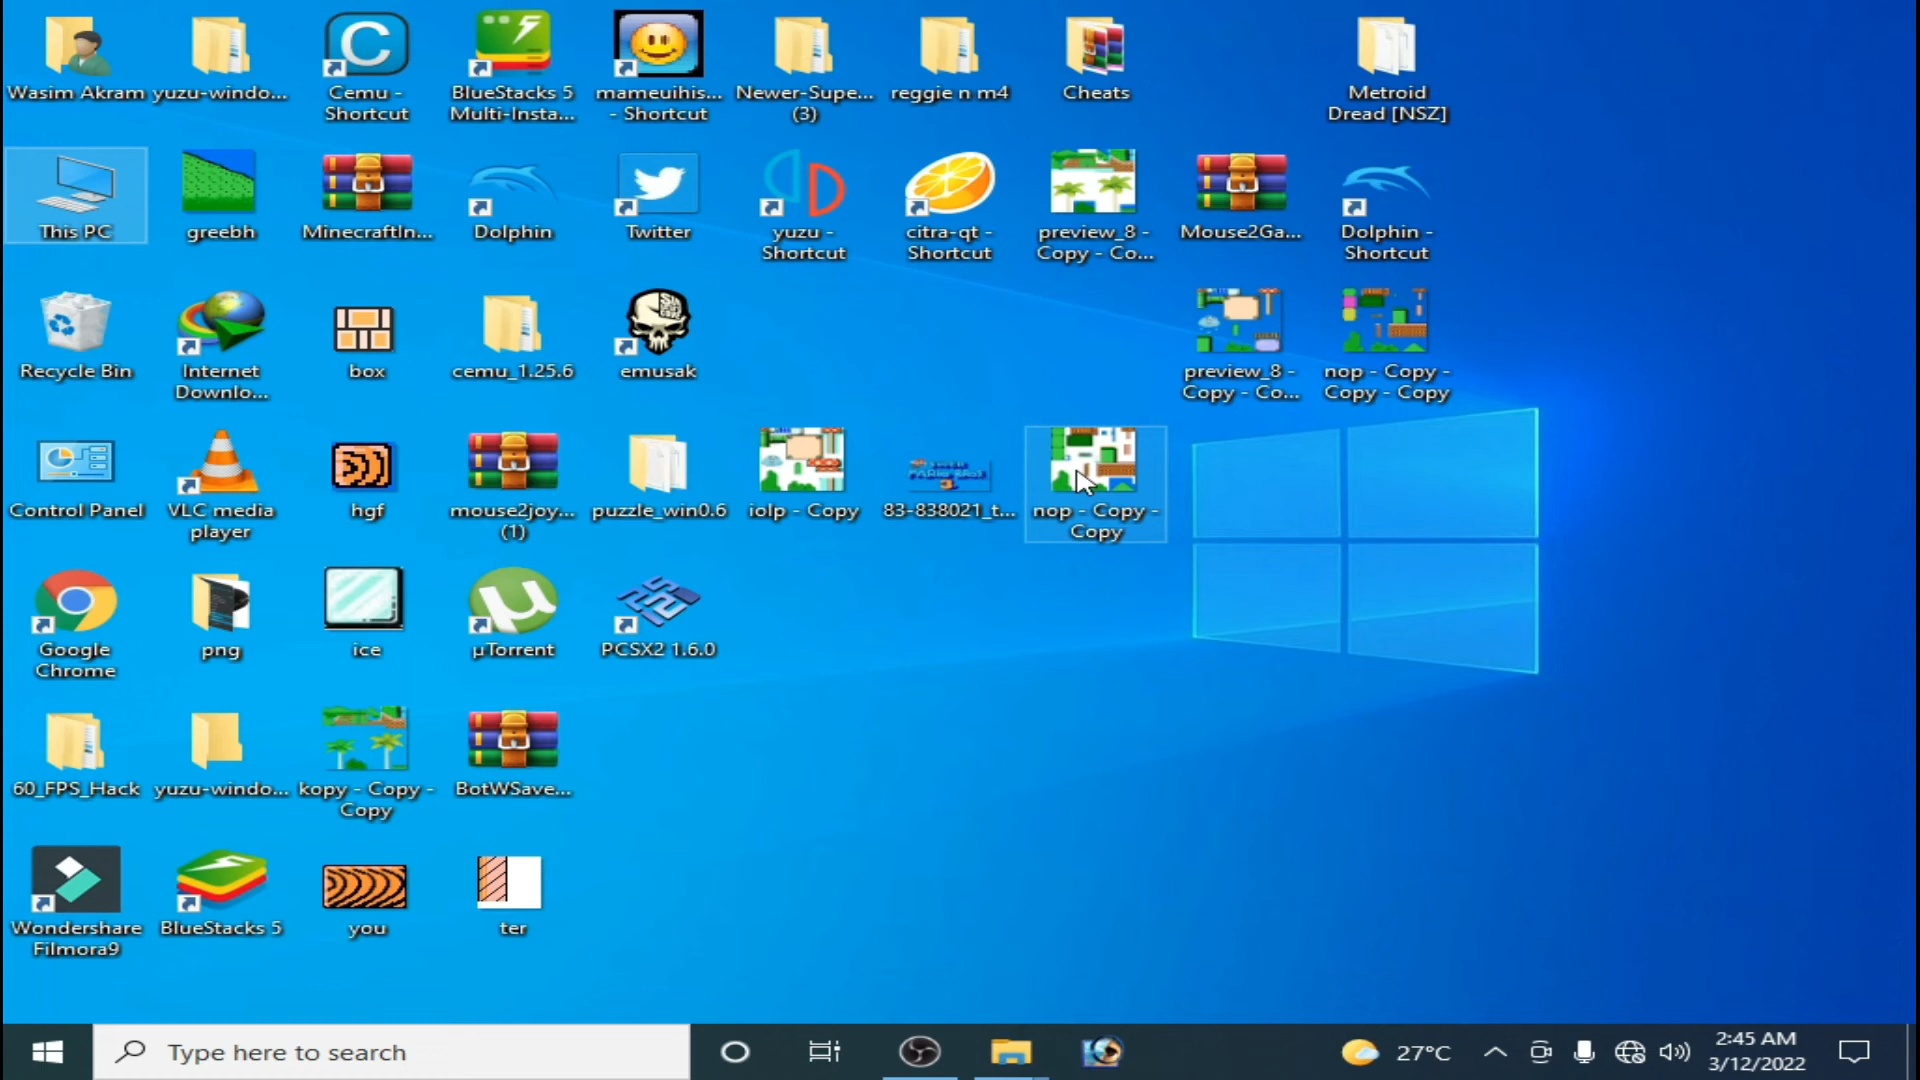 Wasim Akram
yuzu-windo...
Cemu -
Shortcut
BlueStacks 5
Multi-Insta...
mameuihis...
- Shortcut
Newer-Supe...
(3)
reggie n m4
Cheats
Metroid
Dread [NSZ]
This PC
greebh
MinecraftIn...
Dolphin
Twitter
yuzu -
Shortcut
citra-qt -
Shortcut
preview_8 -
Copy - Co...
Mouse2Ga...
Dolphin -
Shortcut
Recycle Bin
Internet
Downlo...
box
cemu_1.25.6
emusak
preview_8 -
Copy - Co...
nop - Copy -
Copy - Copy
Control Panel
VLC media
player
hgf
mouse2joy...
(1)
puzzle_win0.6
iolp - Copy
83-838021_t...
nop - Copy -
Copy
Google
Chrome
png
ice
µTorrent
PCSX2 1.6.0
60_FPS_Hack
yuzu-windo...
kopy - Copy -
Copy
BotWSave...
Wondershare
Filmora9
BlueStacks 5
you
ter
Type here to search
27°C
2:45 AM
3/12/2022